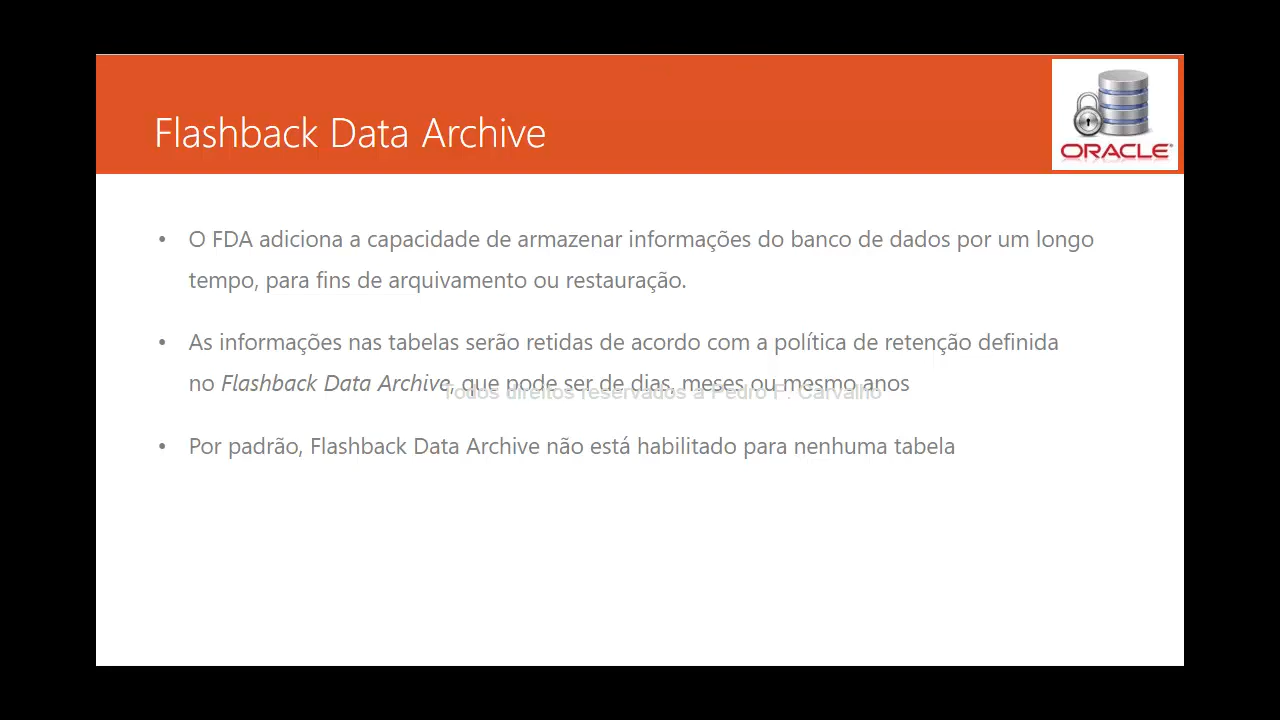 Flashback Data Archive
ORACLE
• O FDA adiciona a capacidade de armazenar informações do banco de dados por um longo
tempo, para fins de arquivamento ou restauração.
• As informações nas tabelas serão retidas de acordo com a política de retenção definida
no Flashback Data Archive, que pode ser de dias, meses ou mesmo anos
Todos direitos reservados a Pedro F. Carvalho
• Por padrão, Flashback Data Archive não está habilitado para nenhuma tabela